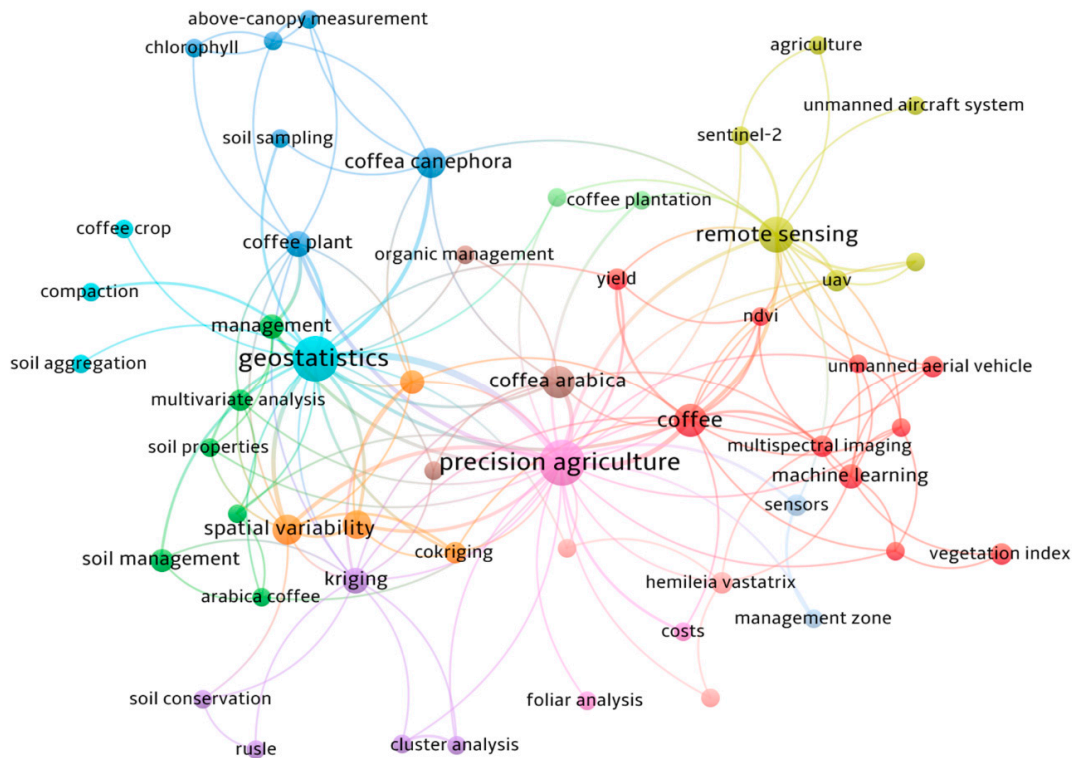 above-canopy measurement
chlorophyll
agriculture
unmanned aircraft system
soil sampling
sentinel-2
coffea canephora
coffee plantation
coffee crop
coffee plant
remote sensing
organic management
yield
uav
compaction
ndvi
management
geostatistics
soil aggregation
unmanned aerial vehicle
coffea arabica
multivariate analysis
coffee
soil properties
multispectral imaging
precision agriculture
machine learning
sensors
spatial variability
cokriging
vegetation index
soil management
kriging
hemileia vastatrix
arabica coffee
management zone
costs
soil conservation
foliar analysis
rusle
cluster analysis